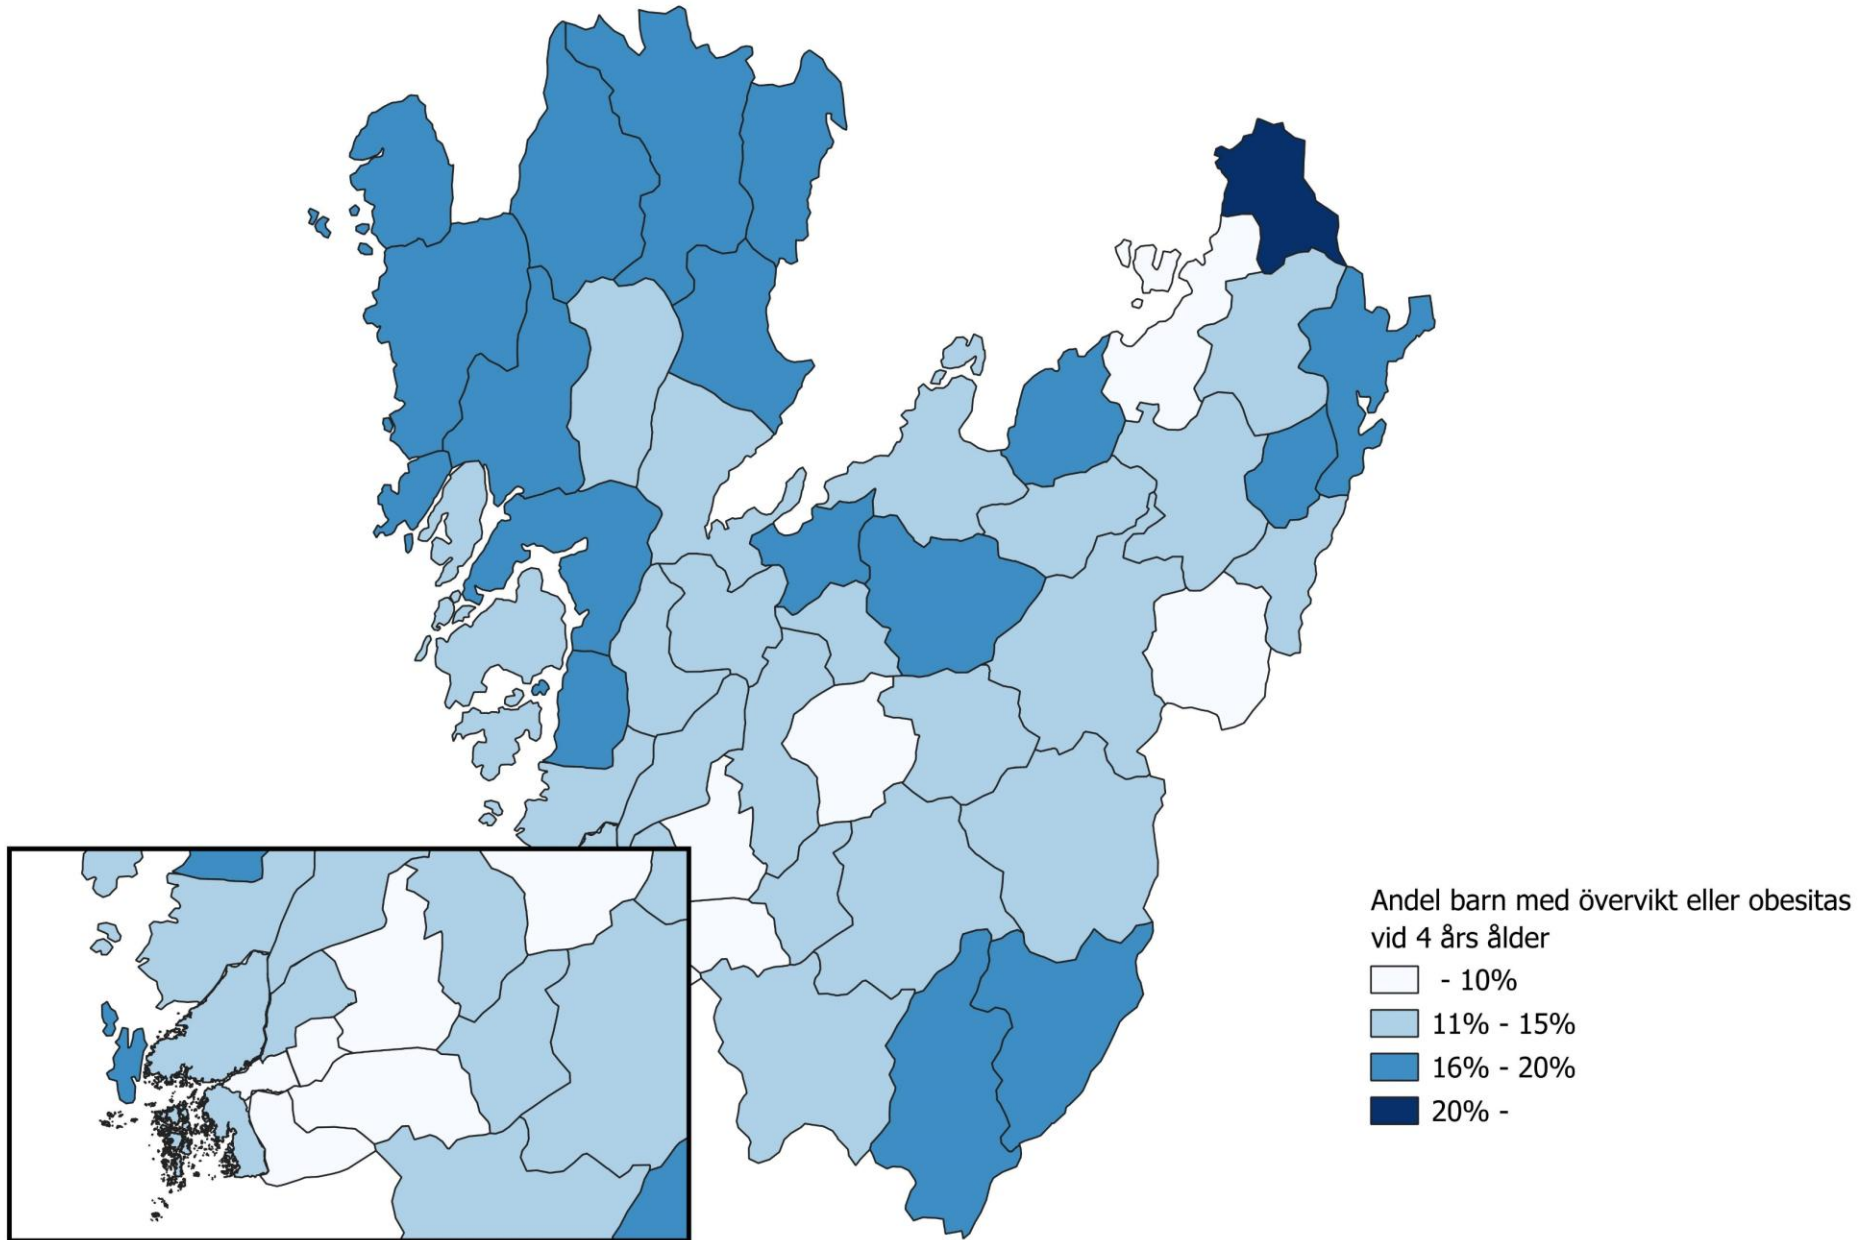 Andel barn med övervikt eller obesitas
vid 4 års ålder
- 10%
11% - 15%
16% - 20%
20% -